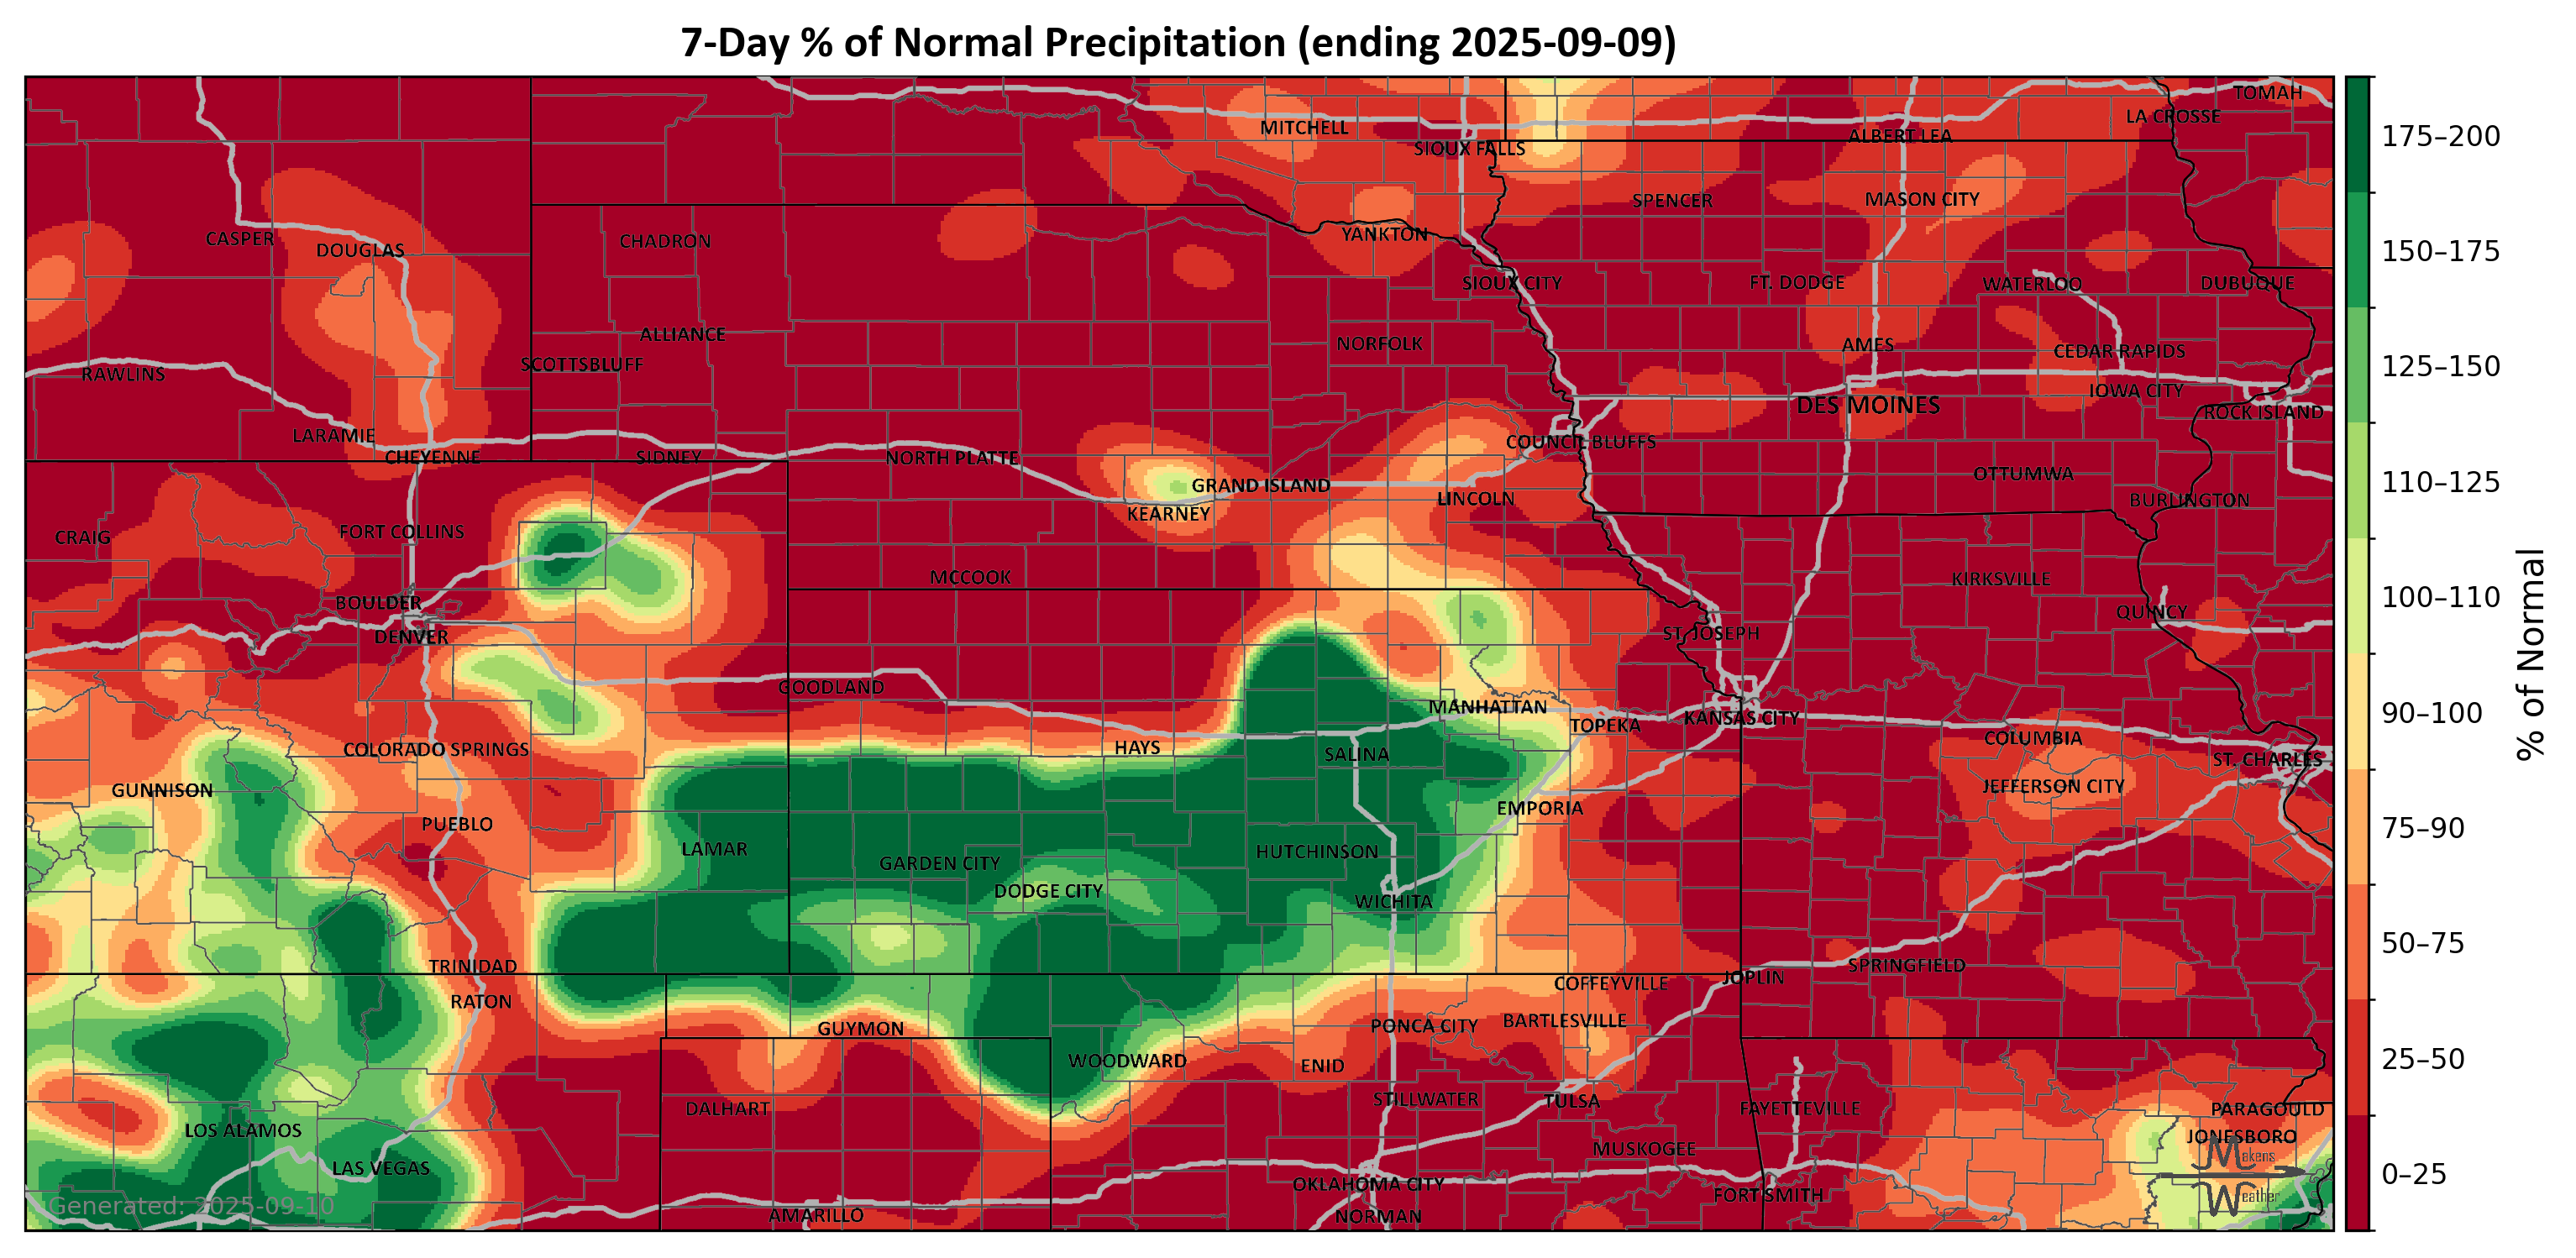 7-Day % of Normal Precipitation (ending 2025-09-09)
TOMAH
LA CROSSE
MITCHELL
ALBERT LEA
SIOUX FALLS
SPENCER
MASON CITY
CASPER
DOUGLAS
CHADRON
YANKTON
SIOUX CITY
FT. DODGE
WATERLOO
DUBUQUE
ALLIANCE
NORFOLK
AMES
CEDAR RAPIDS
SCOTTSBLUFF
RAWLINS
IOWA CITY
DES MOINES
ROCK ISLAND
LARAMIE
COUNCIL BLUFFS
CHEYENNE
SIDNEY
NORTH PLATTE
OTTUMWA
GRAND ISLAND
LINCOLN
BURLINGTON
KEARNEY
CRAIG
FORT COLLINS
MCCOOK
KIRKSVILLE
BOULDER
QUINCY
DENVER
ST. JOSEPH
GOODLAND
MANHATTAN
TOPEKA
KANSAS CITY
COLUMBIA
COLORADO SPRINGS
HAYS
SALINA
ST. CHARLES
GUNNISON
JEFFERSON CITY
EMPORIA
PUEBLO
LAMAR
GARDEN CITY
HUTCHINSON
DODGE CITY
WICHITA
TRINIDAD
SPRINGFIELD
JOPLIN
COFFEYVILLE
RATON
GUYMON
PONCA CITY
BARTLESVILLE
WOODWARD
ENID
DALHART
STILLWATER
TULSA
FAYETTEVILLE
PARAGOULD
LOS ALAMOS
JONESBORO
MUSKOGEE
LAS VEGAS
OKLAHOMA CITY
FORT SMITH
AMARILLO
NORMAN
Makens
Weather
Generated: 2025-09-10
175–200
150–175
125–150
110–125
100–110
90–100
75–90
50–75
25–50
0–25
% of Normal